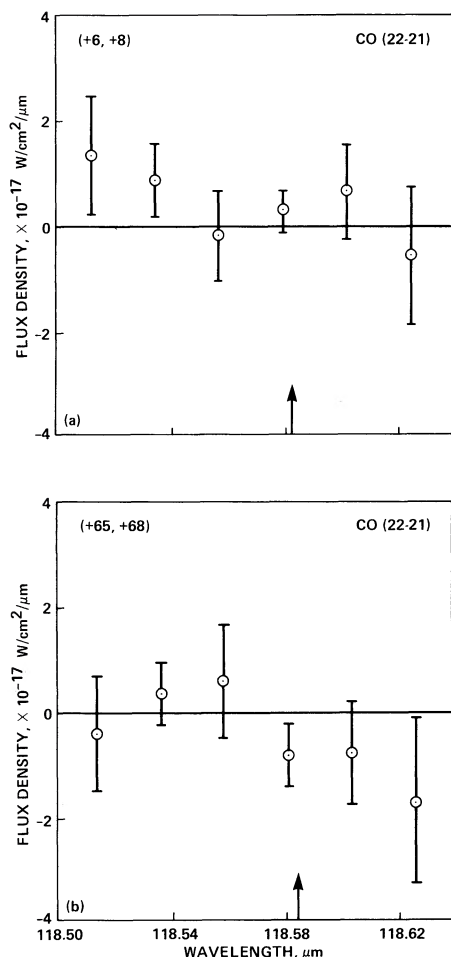 (+6, +8) CO (22-21)
4
2
0
-2
-4
FLUX DENSITY, × 10⁻¹⁷ W/cm²/μm
(a)
(+65, +68) CO (22-21)
4
2
0
-2
-4
FLUX DENSITY, × 10⁻¹⁷ W/cm²/μm
(b)
118.50 118.54 118.58 118.62
WAVELENGTH, μm